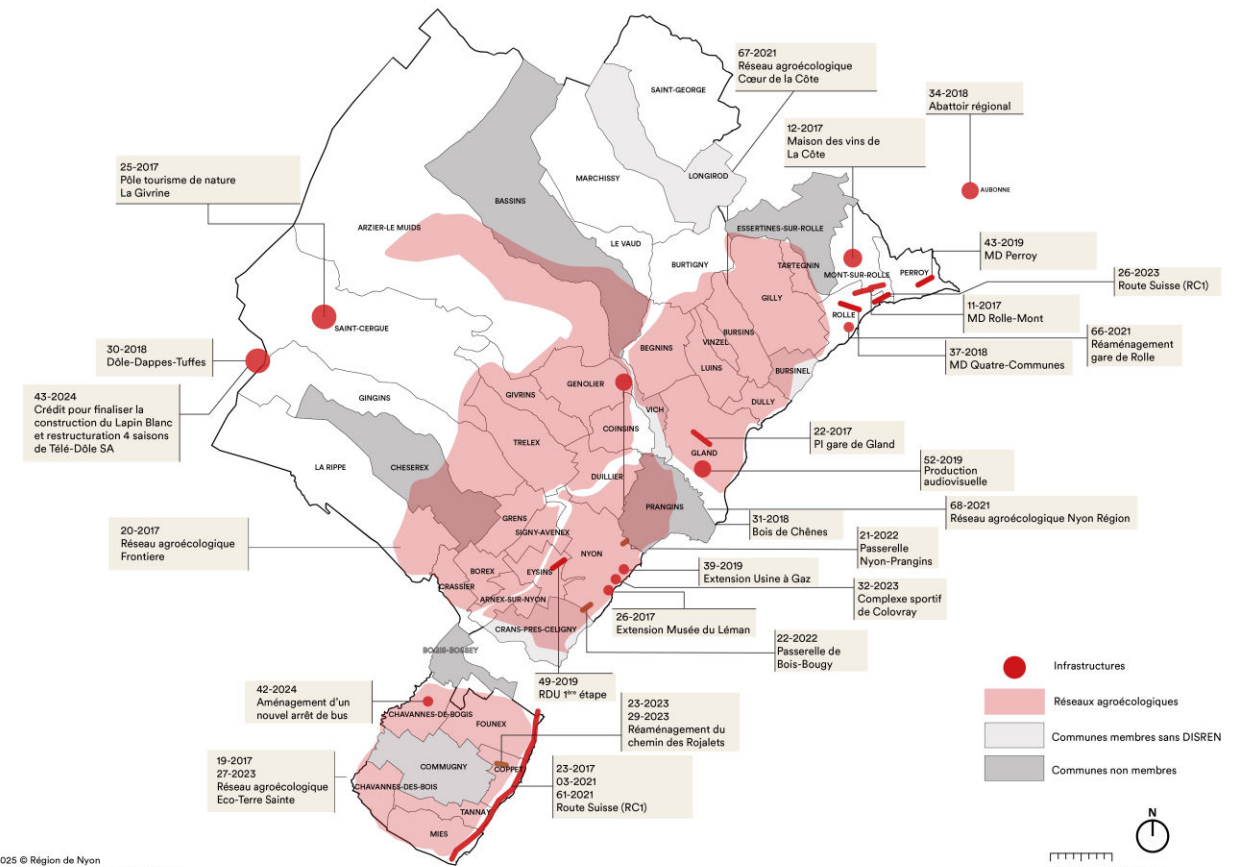 67-2021
Réseau agroécologique
Cœur de la Côte
SAINT-GEORGE
34-2018
Abattoir régional
12-2017
Maison des vins de
La Côte
25-2017
Pôle tourisme de nature
La Givrine
MARCHISSY
LONGIROD
AUBONNE
BASSINS
ARZIER-LE MUIDS
ESSERTINES-SUR-ROLLE
LE VAUD
BURTIGNY
TARTEGNIN
MONT-SUR-ROLLE
PERROY
43-2019
MD Perroy
26-2023
Route Suisse (RC1)
GILLY
11-2017
MD Rolle-Mont
SAINT-CERGUE
ROLLE
BURSINS
VINZEL
BEGNINS
66-2021
Réaménagement
gare de Rolle
30-2018
Dôle-Dappes-Tuffes
37-2018
MD Quatre-Communes
LUINS
BURSINEL
GENOLIER
GIVRINS
GINGINS
DULLY
VICH
43-2024
Crédit pour finaliser la
construction du Lapin Blanc
et restructuration 4 saisons
de Télé-Dôle SA
COINSINS
22-2017
PI gare de Gland
TRELEX
GLAND
LA RIPPE
CHESEREX
DUILLIER
52-2019
Production
audiovisuelle
PRANGINS
68-2021
Réseau agroécologique Nyon Région
31-2018
Bois de Chênes
GRENS
SIGNY-AVENEX
NYON
20-2017
Réseau agroécologique
Frontiere
21-2022
Passerelle
Nyon-Prangins
BOREX
EYSINS
39-2019
Extension Usine à Gaz
CRASSIER
32-2023
Complexe sportif
de Colovray
ARNEX-SUR-NYON
26-2017
Extension Musée du Léman
CRANS-PRES-CELIGNY
22-2022
Passerelle de
Bois-Bougy
BOGIS-BOSSEY
Infrastructures
49-2019
RDU 1ère étape
42-2024
Aménagement d'un
nouvel arrêt de bus
23-2023
29-2023
Réaménagement du
chemin des Rojalets
Réseaux agroécologiques
CHAVANNES-DE-BOGIS
FOUNEX
Communes membres sans DISREN
19-2017
27-2023
Réseau agroécologique
Eco-Terre Sainte
COMMUGNY
COPPET
23-2017
03-2021
61-2021
Route Suisse (RC1)
Communes non membres
CHAVANNES-DES-BOIS
TANNAY
MIES
N
025 © Région de Nyon